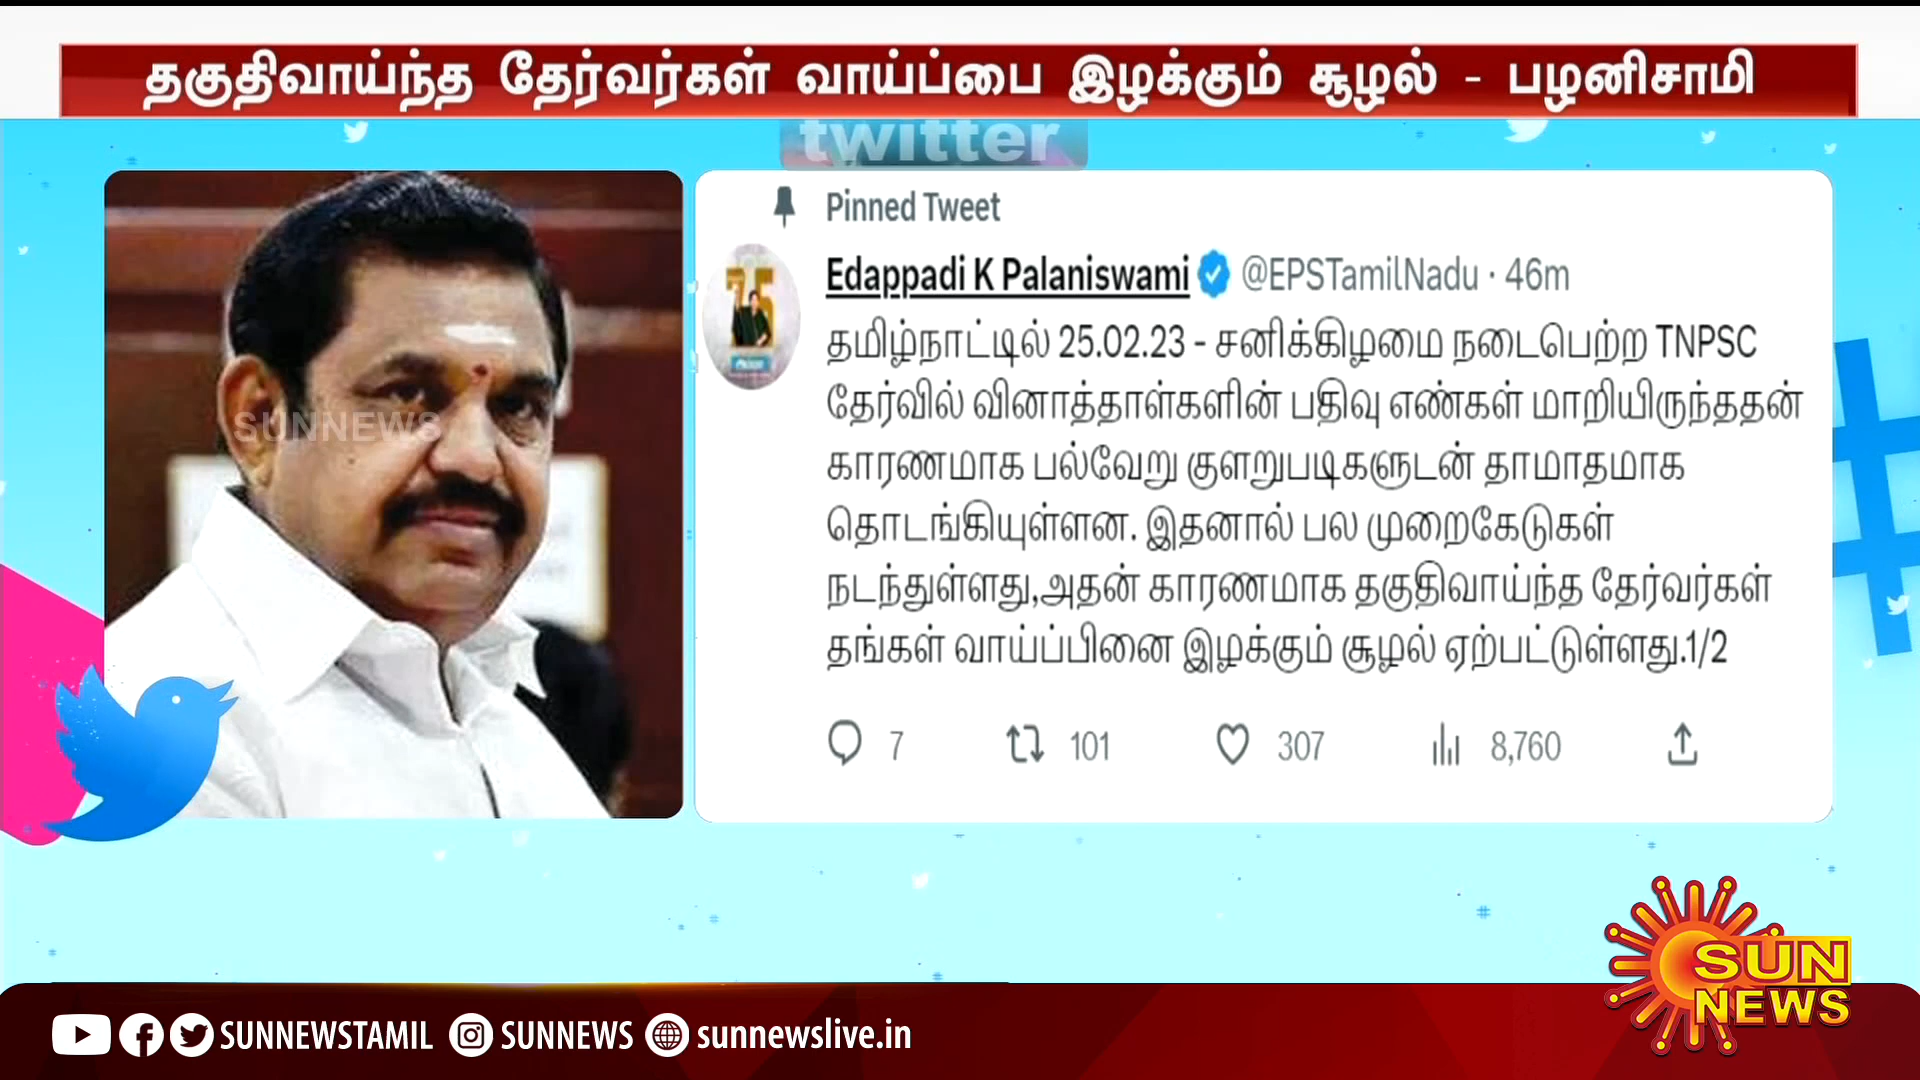 தகுதிவாய்ந்த தேர்வர்கள் வாய்ப்பை இழக்கும் சூழல் - பழனிசாமி
twitter
Pinned Tweet
Edappadi K Palaniswami @EPSTamilNadu · 46m
தமிழ்நாட்டில் 25.02.23 - சனிக்கிழமை நடைபெற்ற TNPSC
தேர்வில் வினாத்தாள்களின் பதிவு எண்கள் மாறியிருந்ததன்
காரணமாக பல்வேறு குளறுபடிகளுடன் தாமாதமாக
தொடங்கியுள்ளன. இதனால் பல முறைகேடுகள்
நடந்துள்ளது,அதன் காரணமாக தகுதிவாய்ந்த தேர்வர்கள்
தங்கள் வாய்ப்பினை இழக்கும் சூழல் ஏற்பட்டுள்ளது.1/2
7 101 307 8,760
75
SUNNEWS
#
SUN
NEWS
SUNNEWSTAMIL SUNNEWS sunnewslive.in